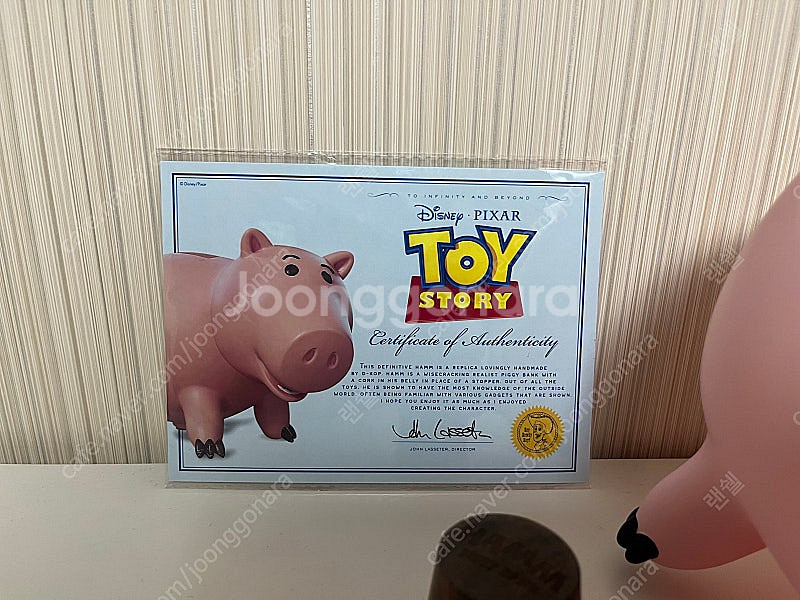 © Disney/Pixar
TO INFINITY AND BEYOND
Disney · PIXAR
TOY
STORY
Certificate of Authenticity
THIS DEFINITIVE HAMM IS A REPLICA LOVINGLY HANDMADE
BY D-KOP. HAMM IS A WISECRACKING REALIST PIGGY BANK WITH
A CORK IN HIS BELLY IN PLACE OF A STOPPER. OUT OF ALL THE
TOYS, HE IS SHOWN TO HAVE THE MOST KNOWLEDGE OF THE OUTSIDE
WORLD, OFTEN BEING FAMILIAR WITH VARIOUS GADGETS THAT ARE SHOWN.
I HOPE YOU ENJOY IT AS MUCH AS I ENJOYED
CREATING THE CHARACTER.
John Lasseter
JOHN LASSETER, DIRECTOR
joonggonara
cafe.naver.com/joonggonara
랜쉘